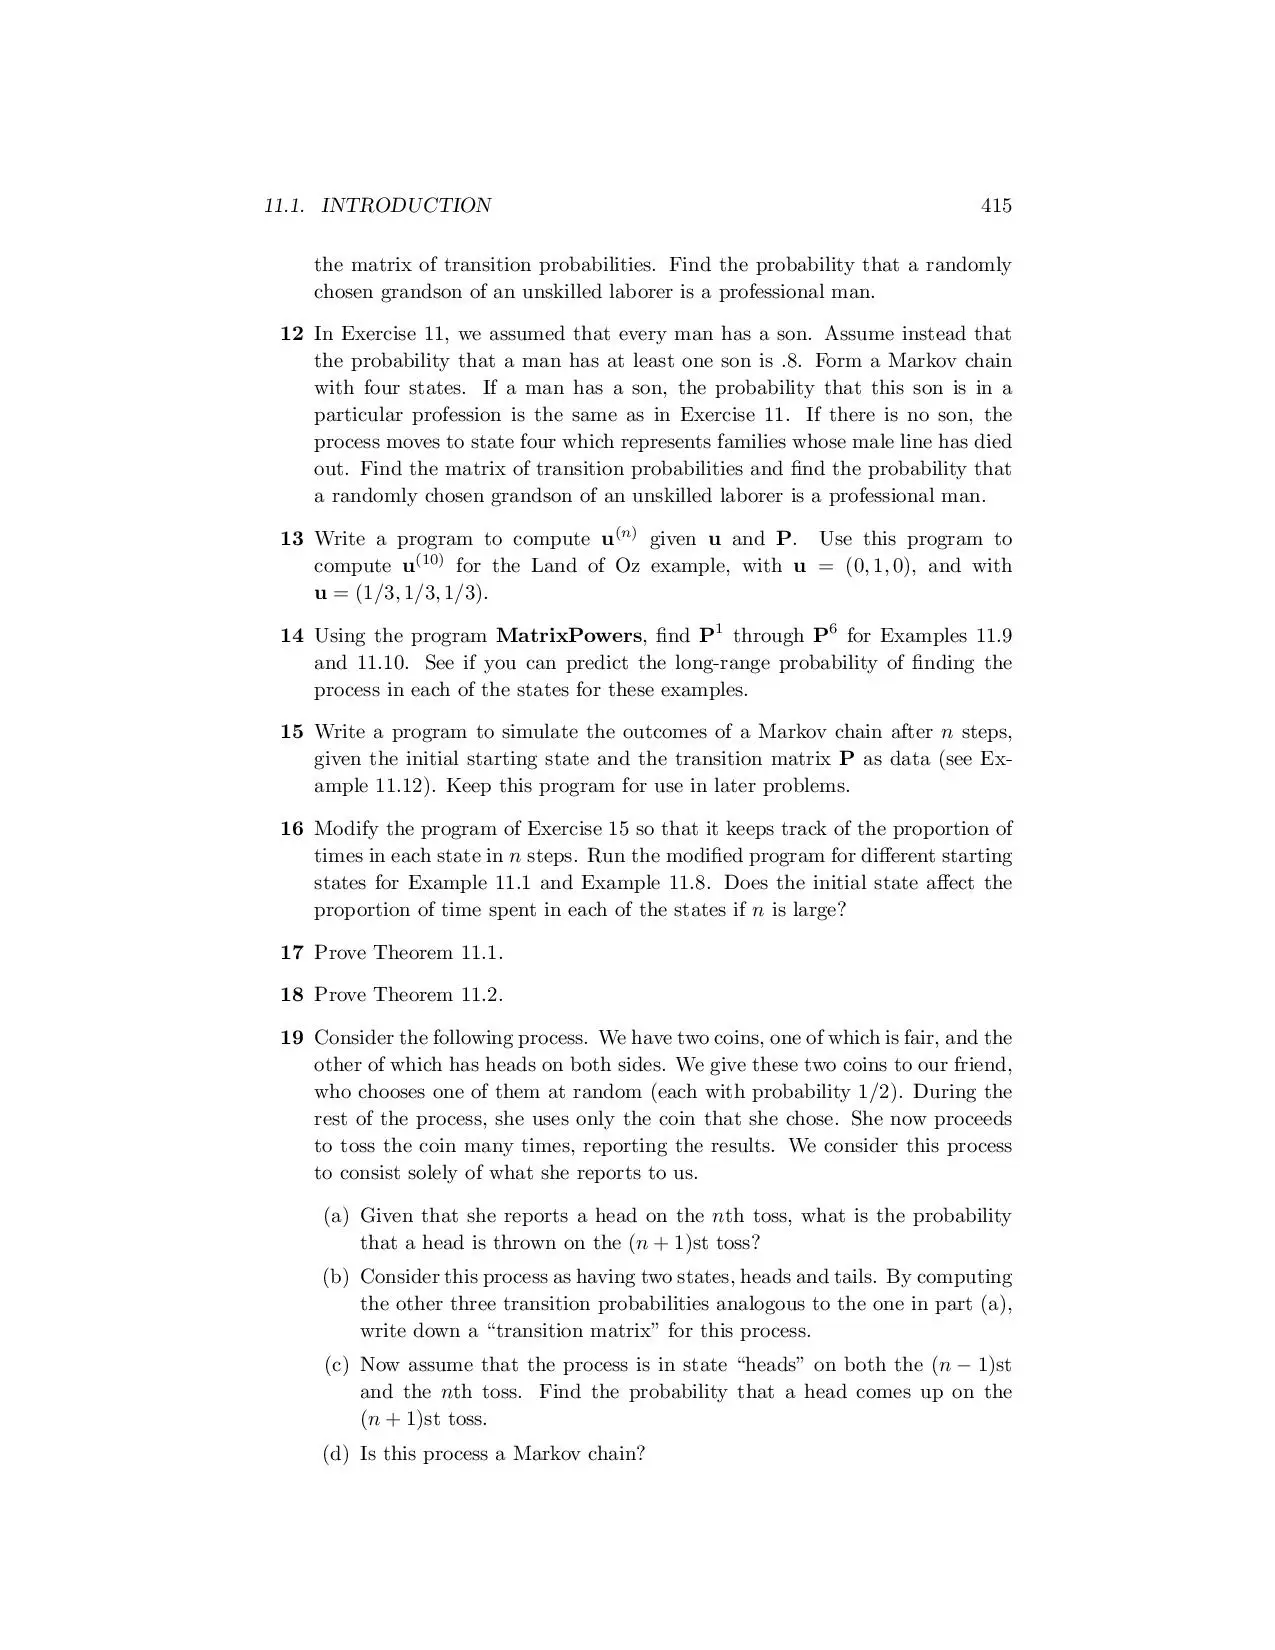 11.1. INTRODUCTION 415
the matrix of transition probabilities. Find the probability that a randomly
chosen grandson of an unskilled laborer is a professional man.
12 In Exercise 11, we assumed that every man has a son. Assume instead that
the probability that a man has at least one son is .8. Form a Markov chain
with four states. If a man has a son, the probability that this son is in a
particular profession is the same as in Exercise 11. If there is no son, the
process moves to state four which represents families whose male line has died
out. Find the matrix of transition probabilities and find the probability that
a randomly chosen grandson of an unskilled laborer is a professional man.
13 Write a program to compute u^(n) given u and P. Use this program to
compute u^(10) for the Land of Oz example, with u = (0, 1, 0), and with
u = (1/3, 1/3, 1/3).
14 Using the program MatrixPowers, find P^1 through P^6 for Examples 11.9
and 11.10. See if you can predict the long-range probability of finding the
process in each of the states for these examples.
15 Write a program to simulate the outcomes of a Markov chain after n steps,
given the initial starting state and the transition matrix P as data (see Ex-
ample 11.12). Keep this program for use in later problems.
16 Modify the program of Exercise 15 so that it keeps track of the proportion of
times in each state in n steps. Run the modified program for different starting
states for Example 11.1 and Example 11.8. Does the initial state affect the
proportion of time spent in each of the states if n is large?
17 Prove Theorem 11.1.
18 Prove Theorem 11.2.
19 Consider the following process. We have two coins, one of which is fair, and the
other of which has heads on both sides. We give these two coins to our friend,
who chooses one of them at random (each with probability 1/2). During the
rest of the process, she uses only the coin that she chose. She now proceeds
to toss the coin many times, reporting the results. We consider this process
to consist solely of what she reports to us.
(a) Given that she reports a head on the nth toss, what is the probability
that a head is thrown on the (n + 1)st toss?
(b) Consider this process as having two states, heads and tails. By computing
the other three transition probabilities analogous to the one in part (a),
write down a “transition matrix” for this process.
(c) Now assume that the process is in state “heads” on both the (n − 1)st
and the nth toss. Find the probability that a head comes up on the
(n + 1)st toss.
(d) Is this process a Markov chain?